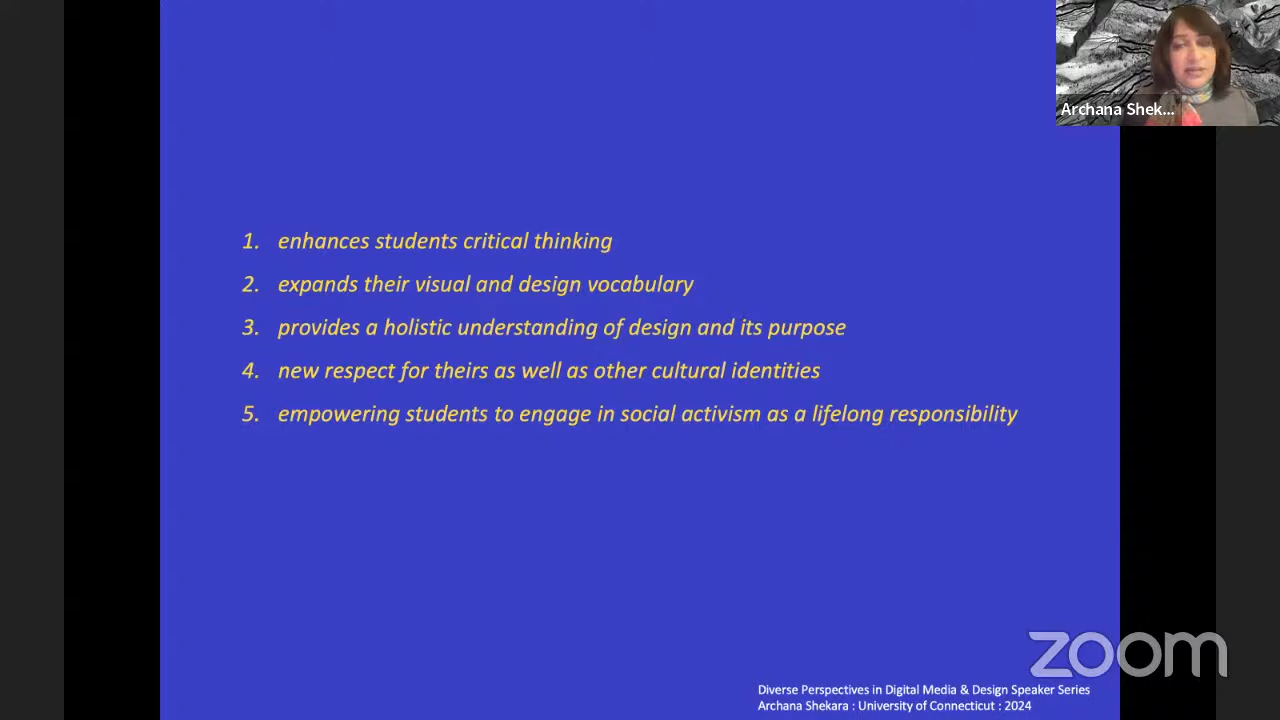 Archana Shek...
1. enhances students critical thinking
2. expands their visual and design vocabulary
3. provides a holistic understanding of design and its purpose
4. new respect for theirs as well as other cultural identities
5. empowering students to engage in social activism as a lifelong responsibility
zoom
Diverse Perspectives in Digital Media & Design Speaker Series
Archana Shekara : University of Connecticut : 2024